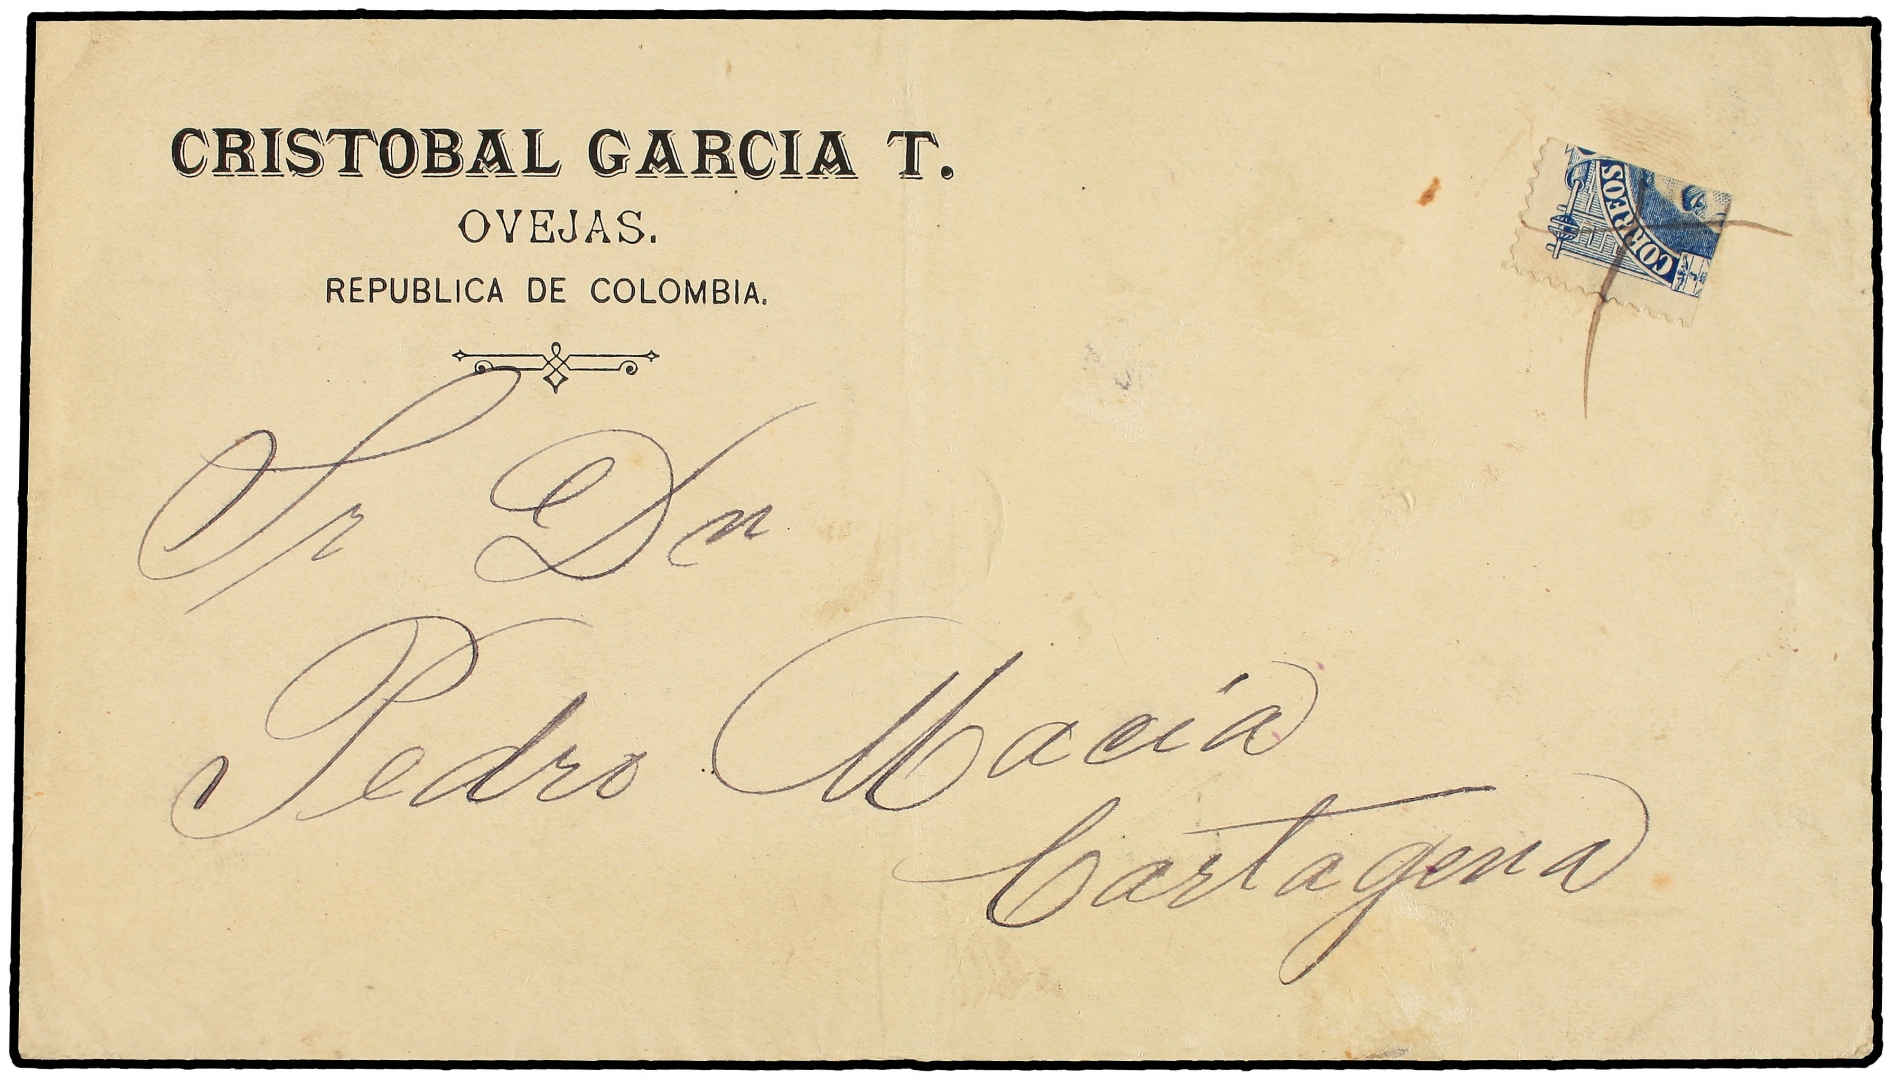 CRISTOBAL GARCIA T.
OVEJAS.
REPUBLICA DE COLOMBIA.
CORREOS
Sr Dn
Pedro Macia
Cartagena